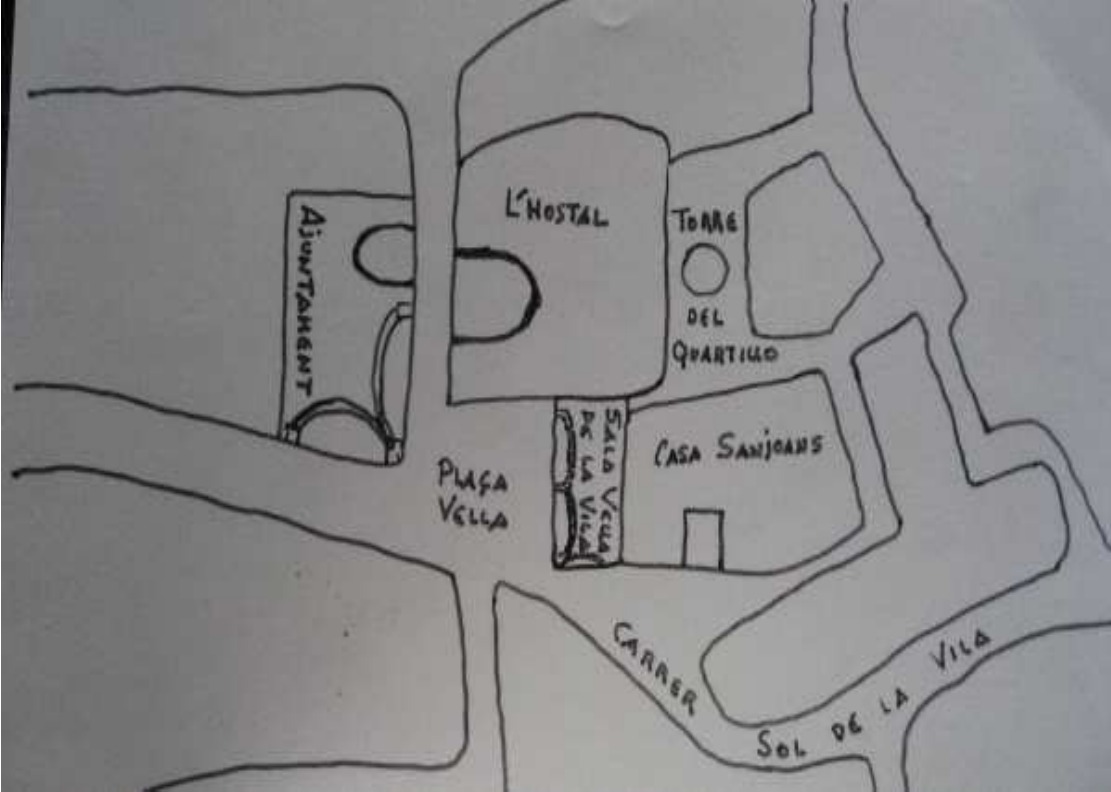 L'HOSTAL
TORRE
DEL
QUARTILLO
AJUNTAMENT
SALA VELLA
DE LA VILA
CASA SANJOANS
PLAÇA
VELLA
CARRER SOL DE LA VILA